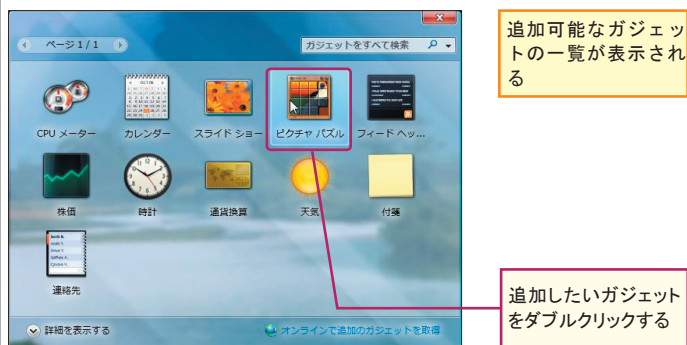 ページ 1 / 1
ガジェットをすべて検索
CPU メーター
カレンダー
スライド ショー
ピクチャ パズル
フィード ヘッ...
株価
時計
通貨換算
天気
付箋
連絡先
詳細を表示する
オンラインで追加のガジェットを取得
追加可能なガジェッ
トの一覧が表示され
る
追加したいガジェット
をダブルクリックする